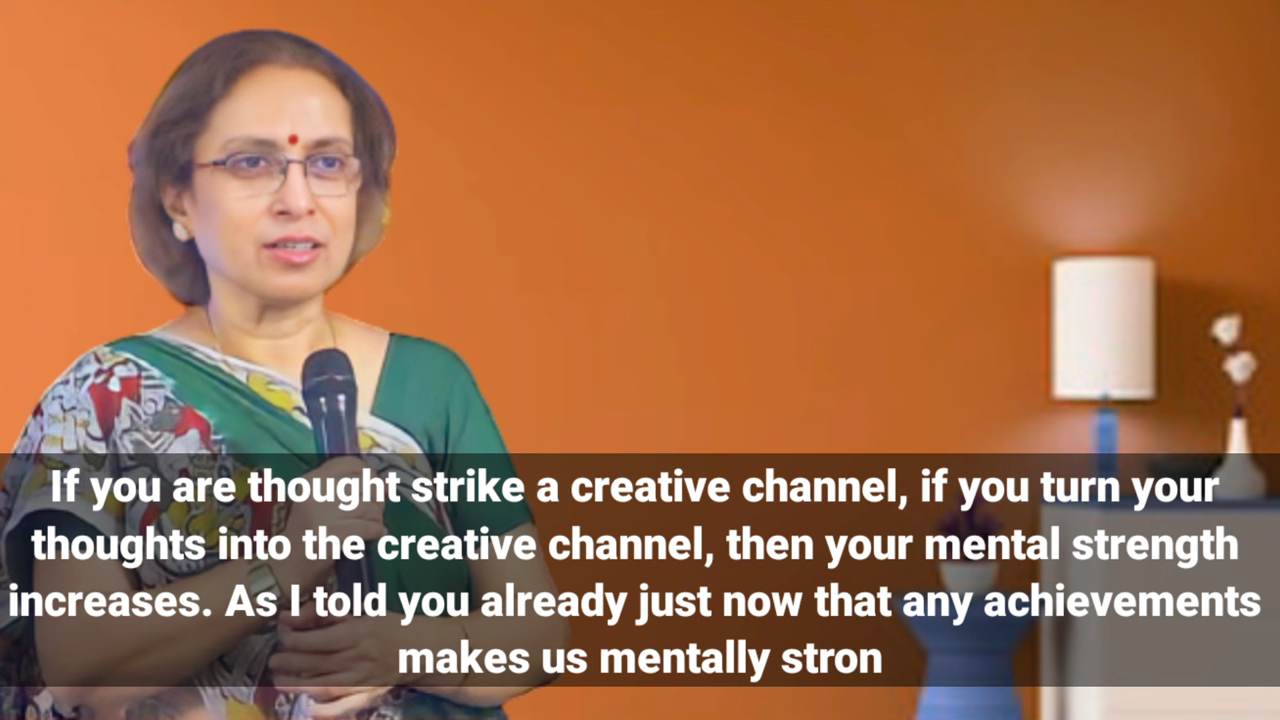 If you are thought strike a creative channel, if you turn your
thoughts into the creative channel, then your mental strength
increases. As I told you already just now that any achievements
makes us mentally stron